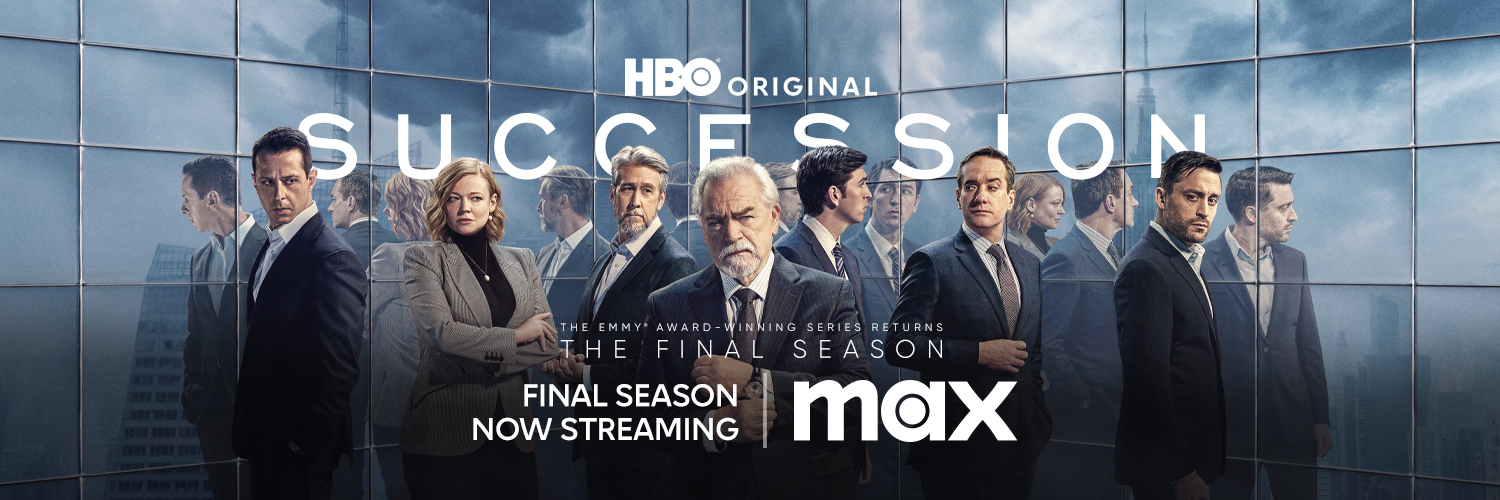 HBO® ORIGINAL
SUCCESSION
THE EMMY® AWARD-WINNING SERIES RETURNS
THE FINAL SEASON
FINAL SEASON
NOW STREAMING
max